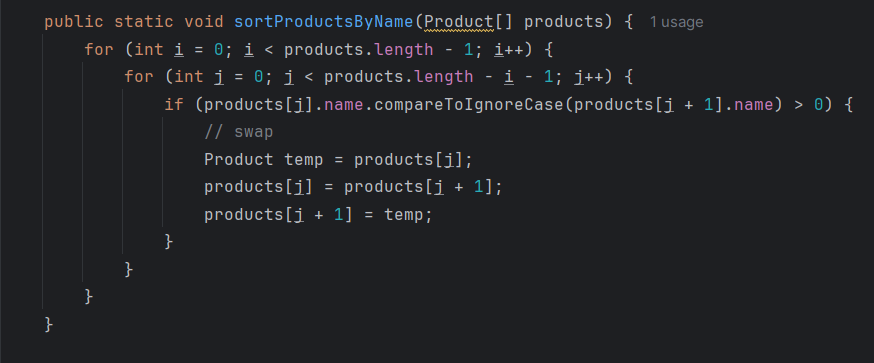 public static void sortProductsByName(Product[] products) { 1 usage
for (int i = 0; i < products.length - 1; i++) {
for (int j = 0; j < products.length - i - 1; j++) {
if (products[j].name.compareToIgnoreCase(products[j + 1].name) > 0) {
// swap
Product temp = products[j];
products[j] = products[j + 1];
products[j + 1] = temp;
}
}
}
}